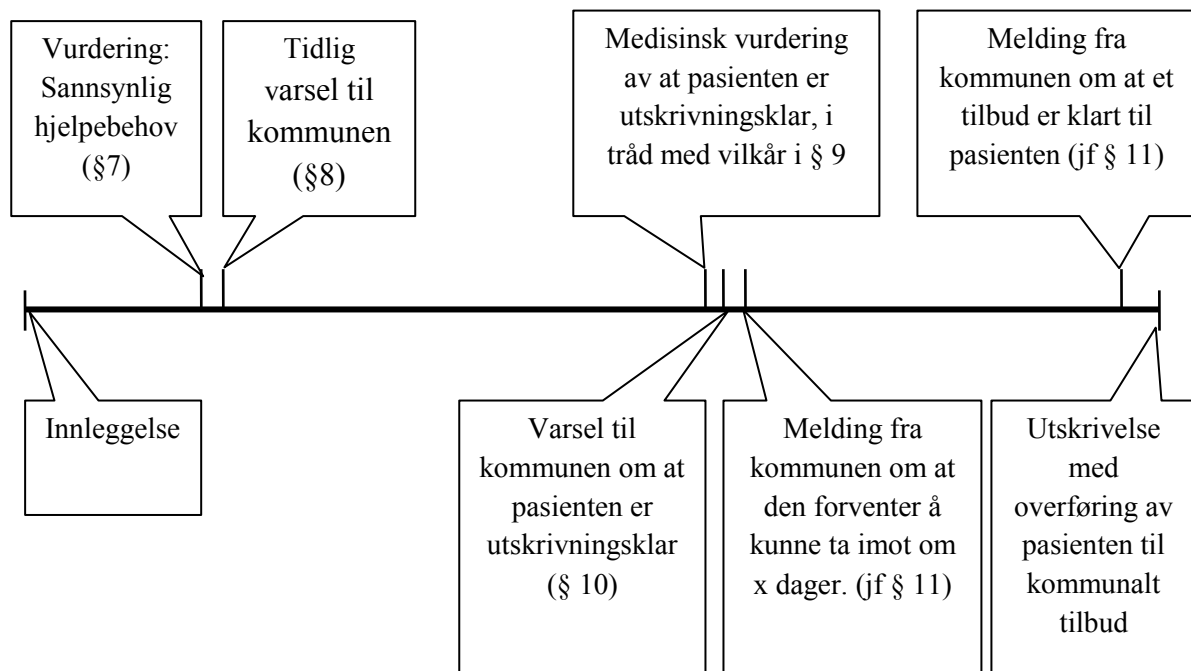 Vurdering:
Sannsynlig
hjelpebehov
(§7)
Tidlig
varsel til
kommunen
(§8)
Medisinsk vurdering
av at pasienten er
utskrivningsklar, i
tråd med vilkår i § 9
Melding fra
kommunen om at et
tilbud er klart til
pasienten (jf § 11)
Innleggelse
Varsel til
kommunen om at
pasienten er
utskrivningsklar
(§ 10)
Melding fra
kommunen om at
den forventer å
kunne ta imot om
x dager. (jf § 11)
Utskrivelse
med
overføring av
pasienten til
kommunalt
tilbud